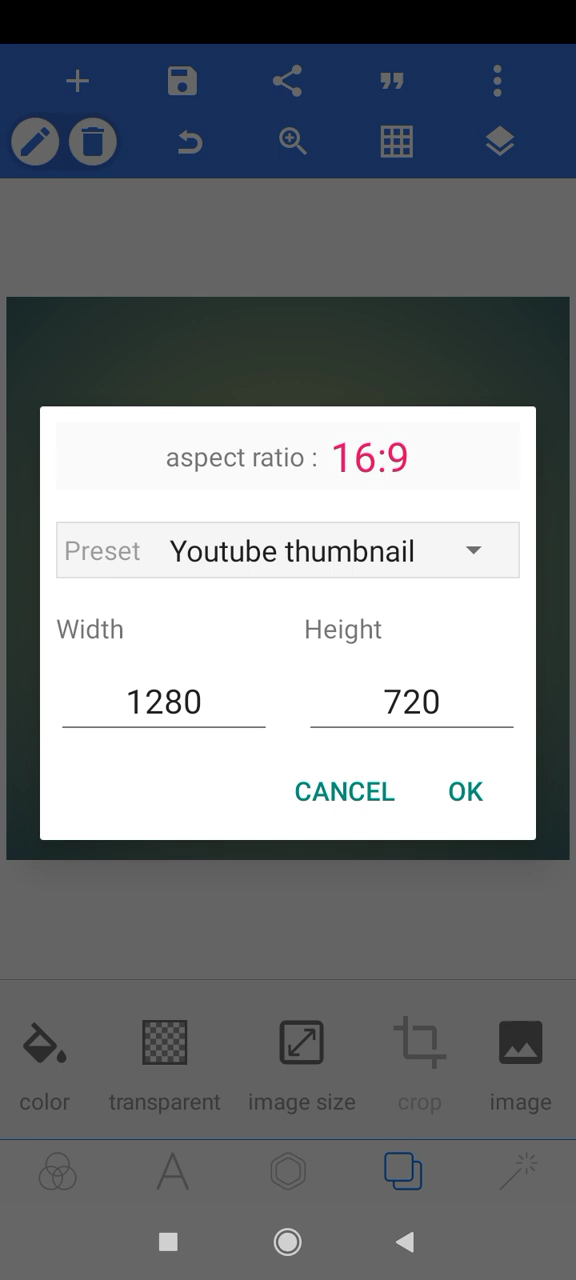 aspect ratio : 16:9
Preset Youtube thumbnail
Width Height
1280 720
CANCEL OK
color transparent image size crop image